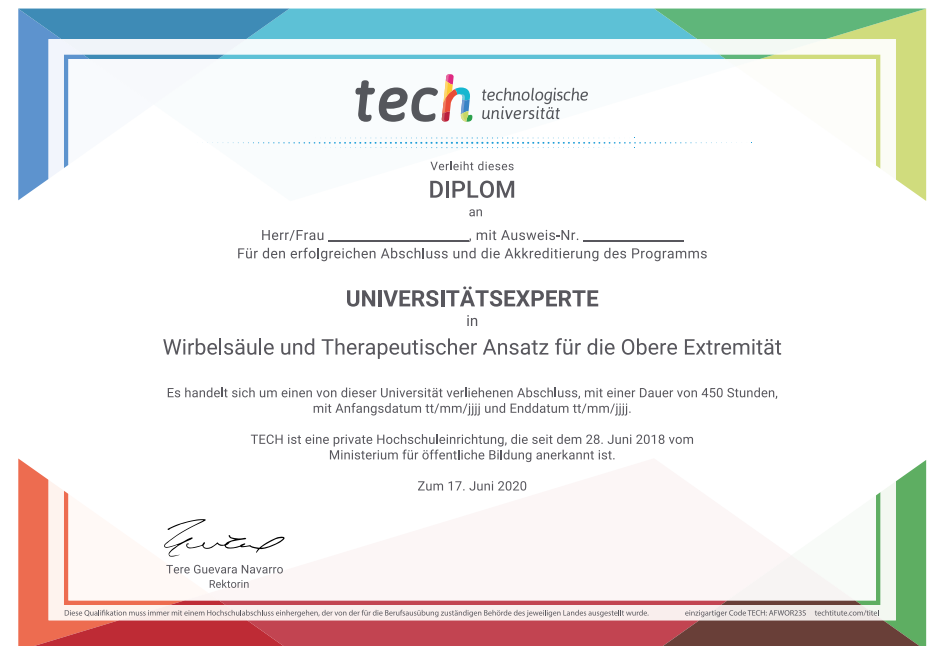 tech technologische
universität
Verleiht dieses
DIPLOM
an
Herr/Frau ____________________, mit Ausweis-Nr. ______________
Für den erfolgreichen Abschluss und die Akkreditierung des Programms
UNIVERSITÄTSEXPERTE
in
Wirbelsäule und Therapeutischer Ansatz für die Obere Extremität
Es handelt sich um einen von dieser Universität verliehenen Abschluss, mit einer Dauer von 450 Stunden,
mit Anfangsdatum tt/mm/jjjj und Enddatum tt/mm/jjjj.
TECH ist eine private Hochschuleinrichtung, die seit dem 28. Juni 2018 vom
Ministerium für öffentliche Bildung anerkannt ist.
Zum 17. Juni 2020
Tere Guevara Navarro
Rektorin
Diese Qualifikation muss immer mit einem Hochschulabschluss einhergehen, der von der für die Berufsausübung zuständigen Behörde des jeweiligen Landes ausgestellt wurde. einzigartiger Code TECH: AFWOR235 techtitute.com/titel